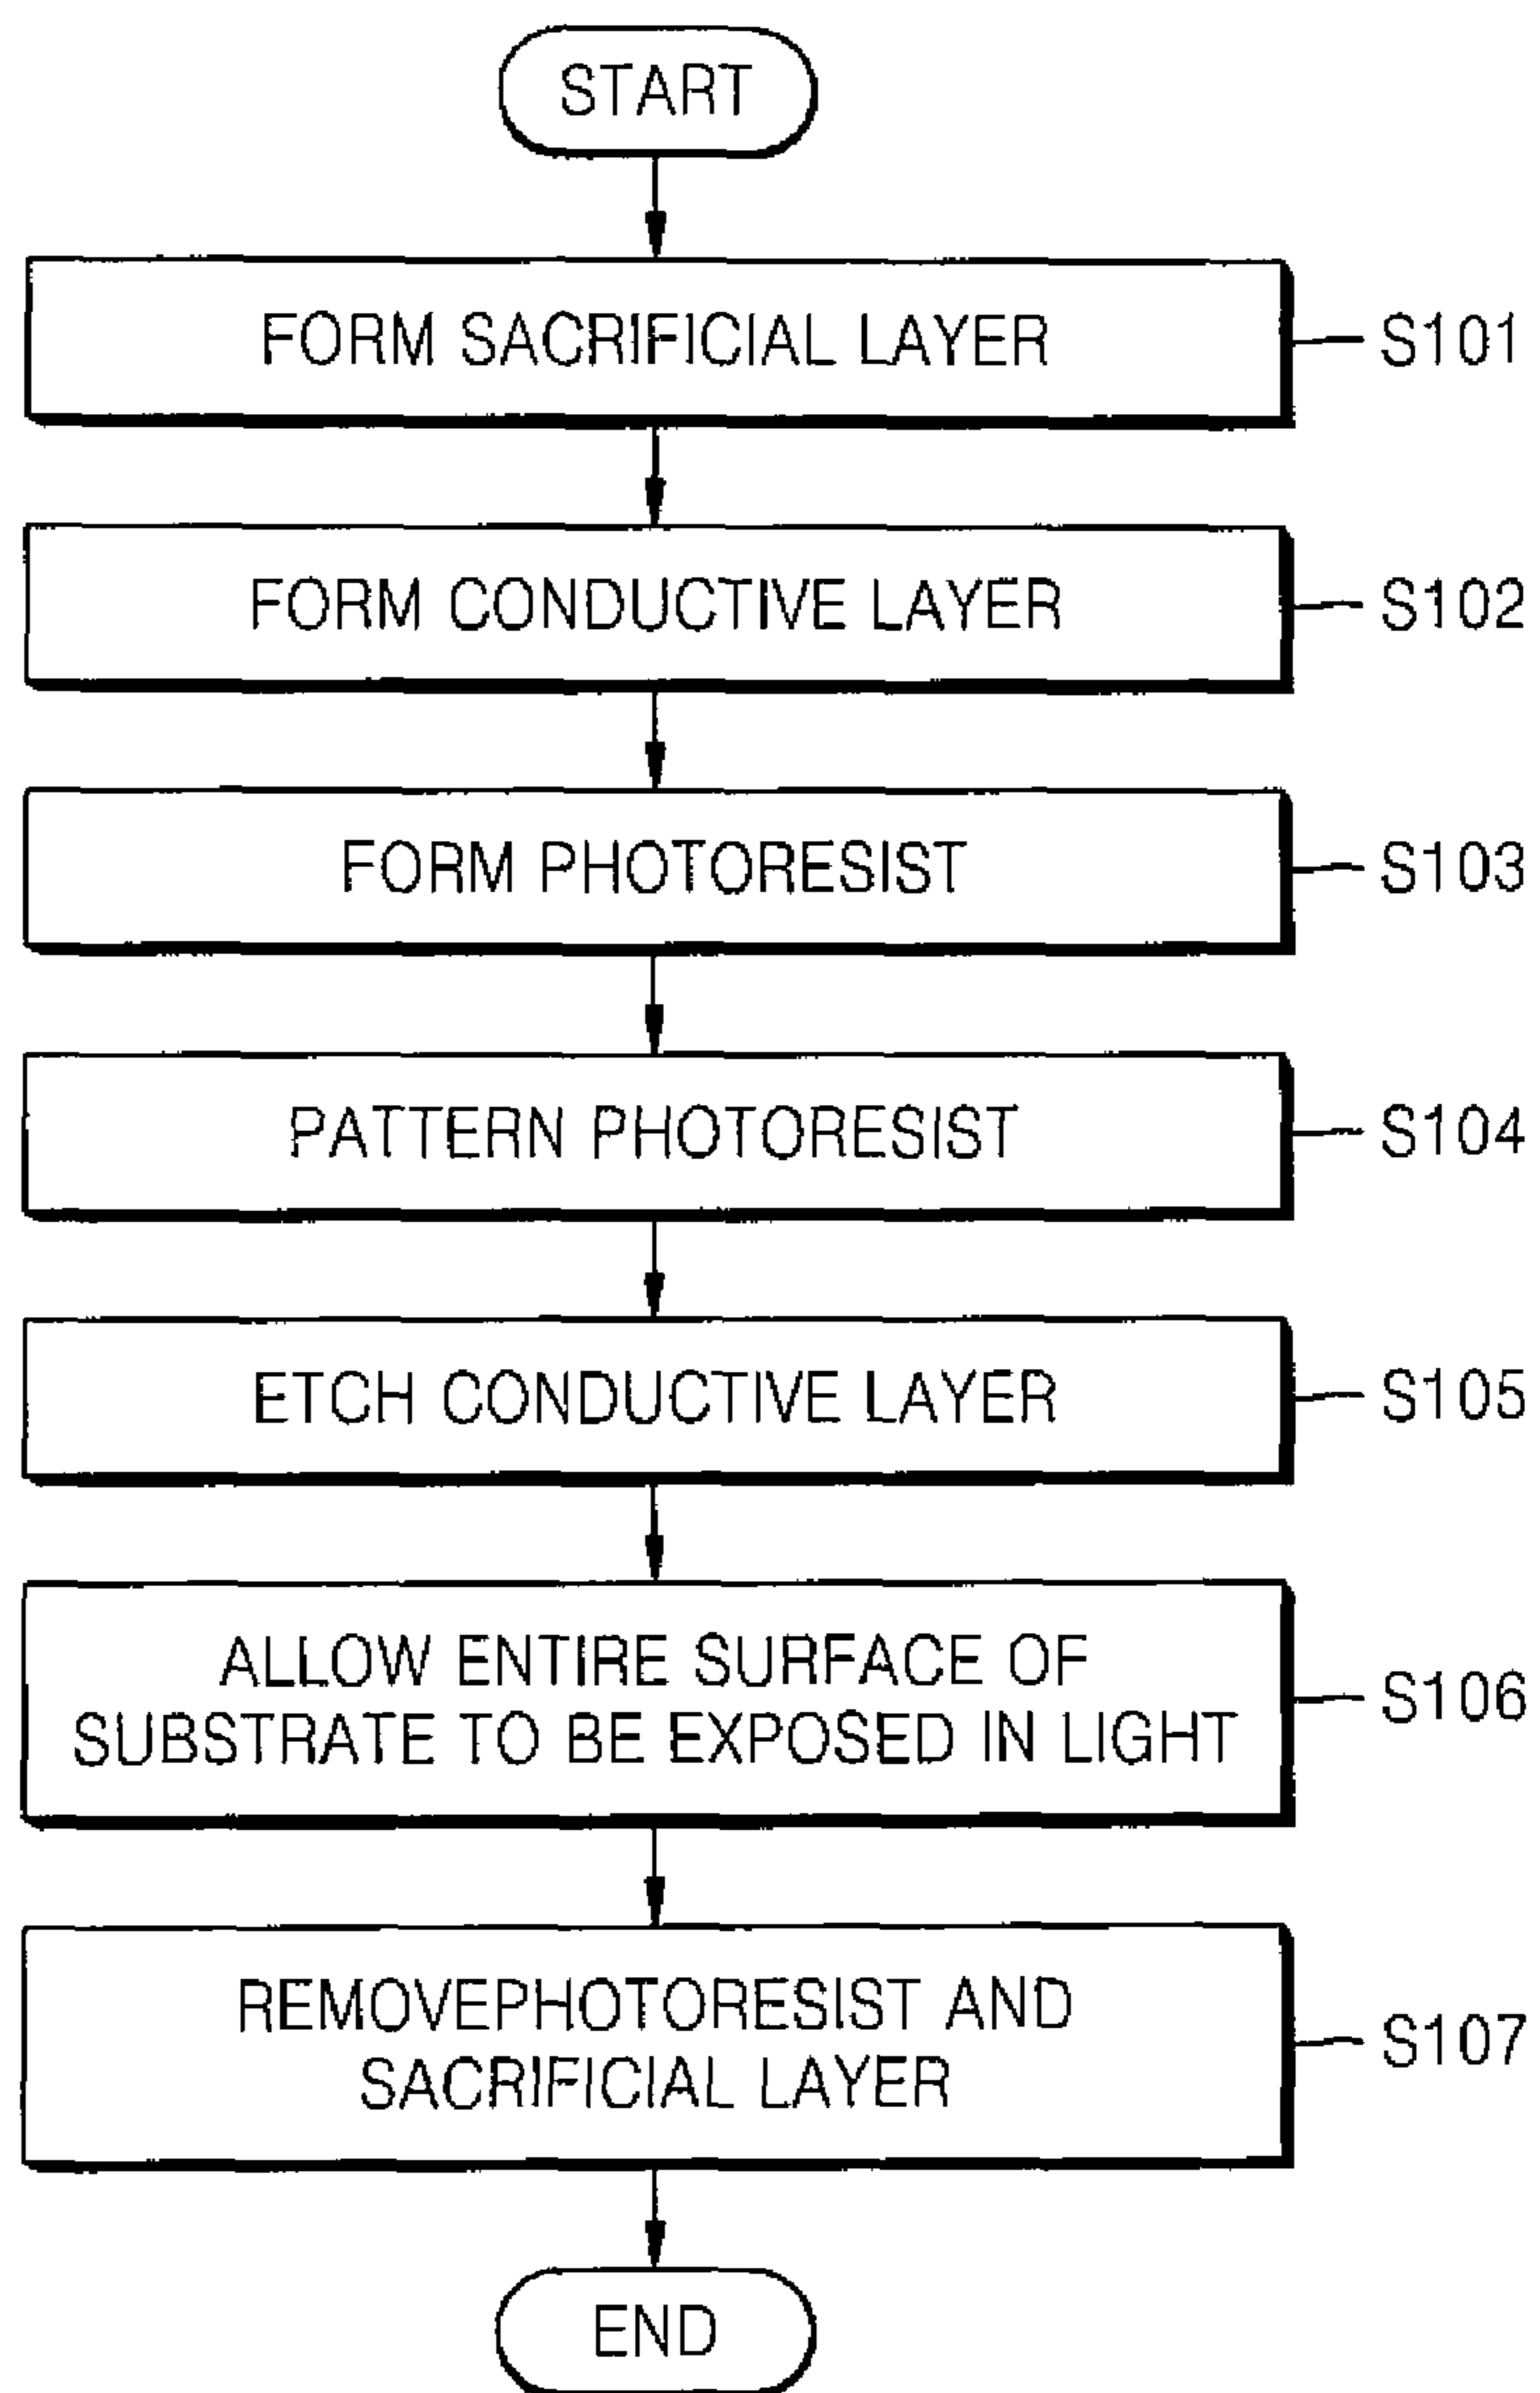 START
FORM SACRIFICIAL LAYER
S101
FORM CONDUCTIVE LAYER
S102
FORM PHOTORESIST
S103
PATTERN PHOTORESIST
S104
ETCH CONDUCTIVE LAYER
S105
ALLOW ENTIRE SURFACE OF
SUBSTRATE TO BE EXPOSED IN LIGHT
S106
REMOVEPHOTORESIST AND
SACRIFICIAL LAYER
S107
END